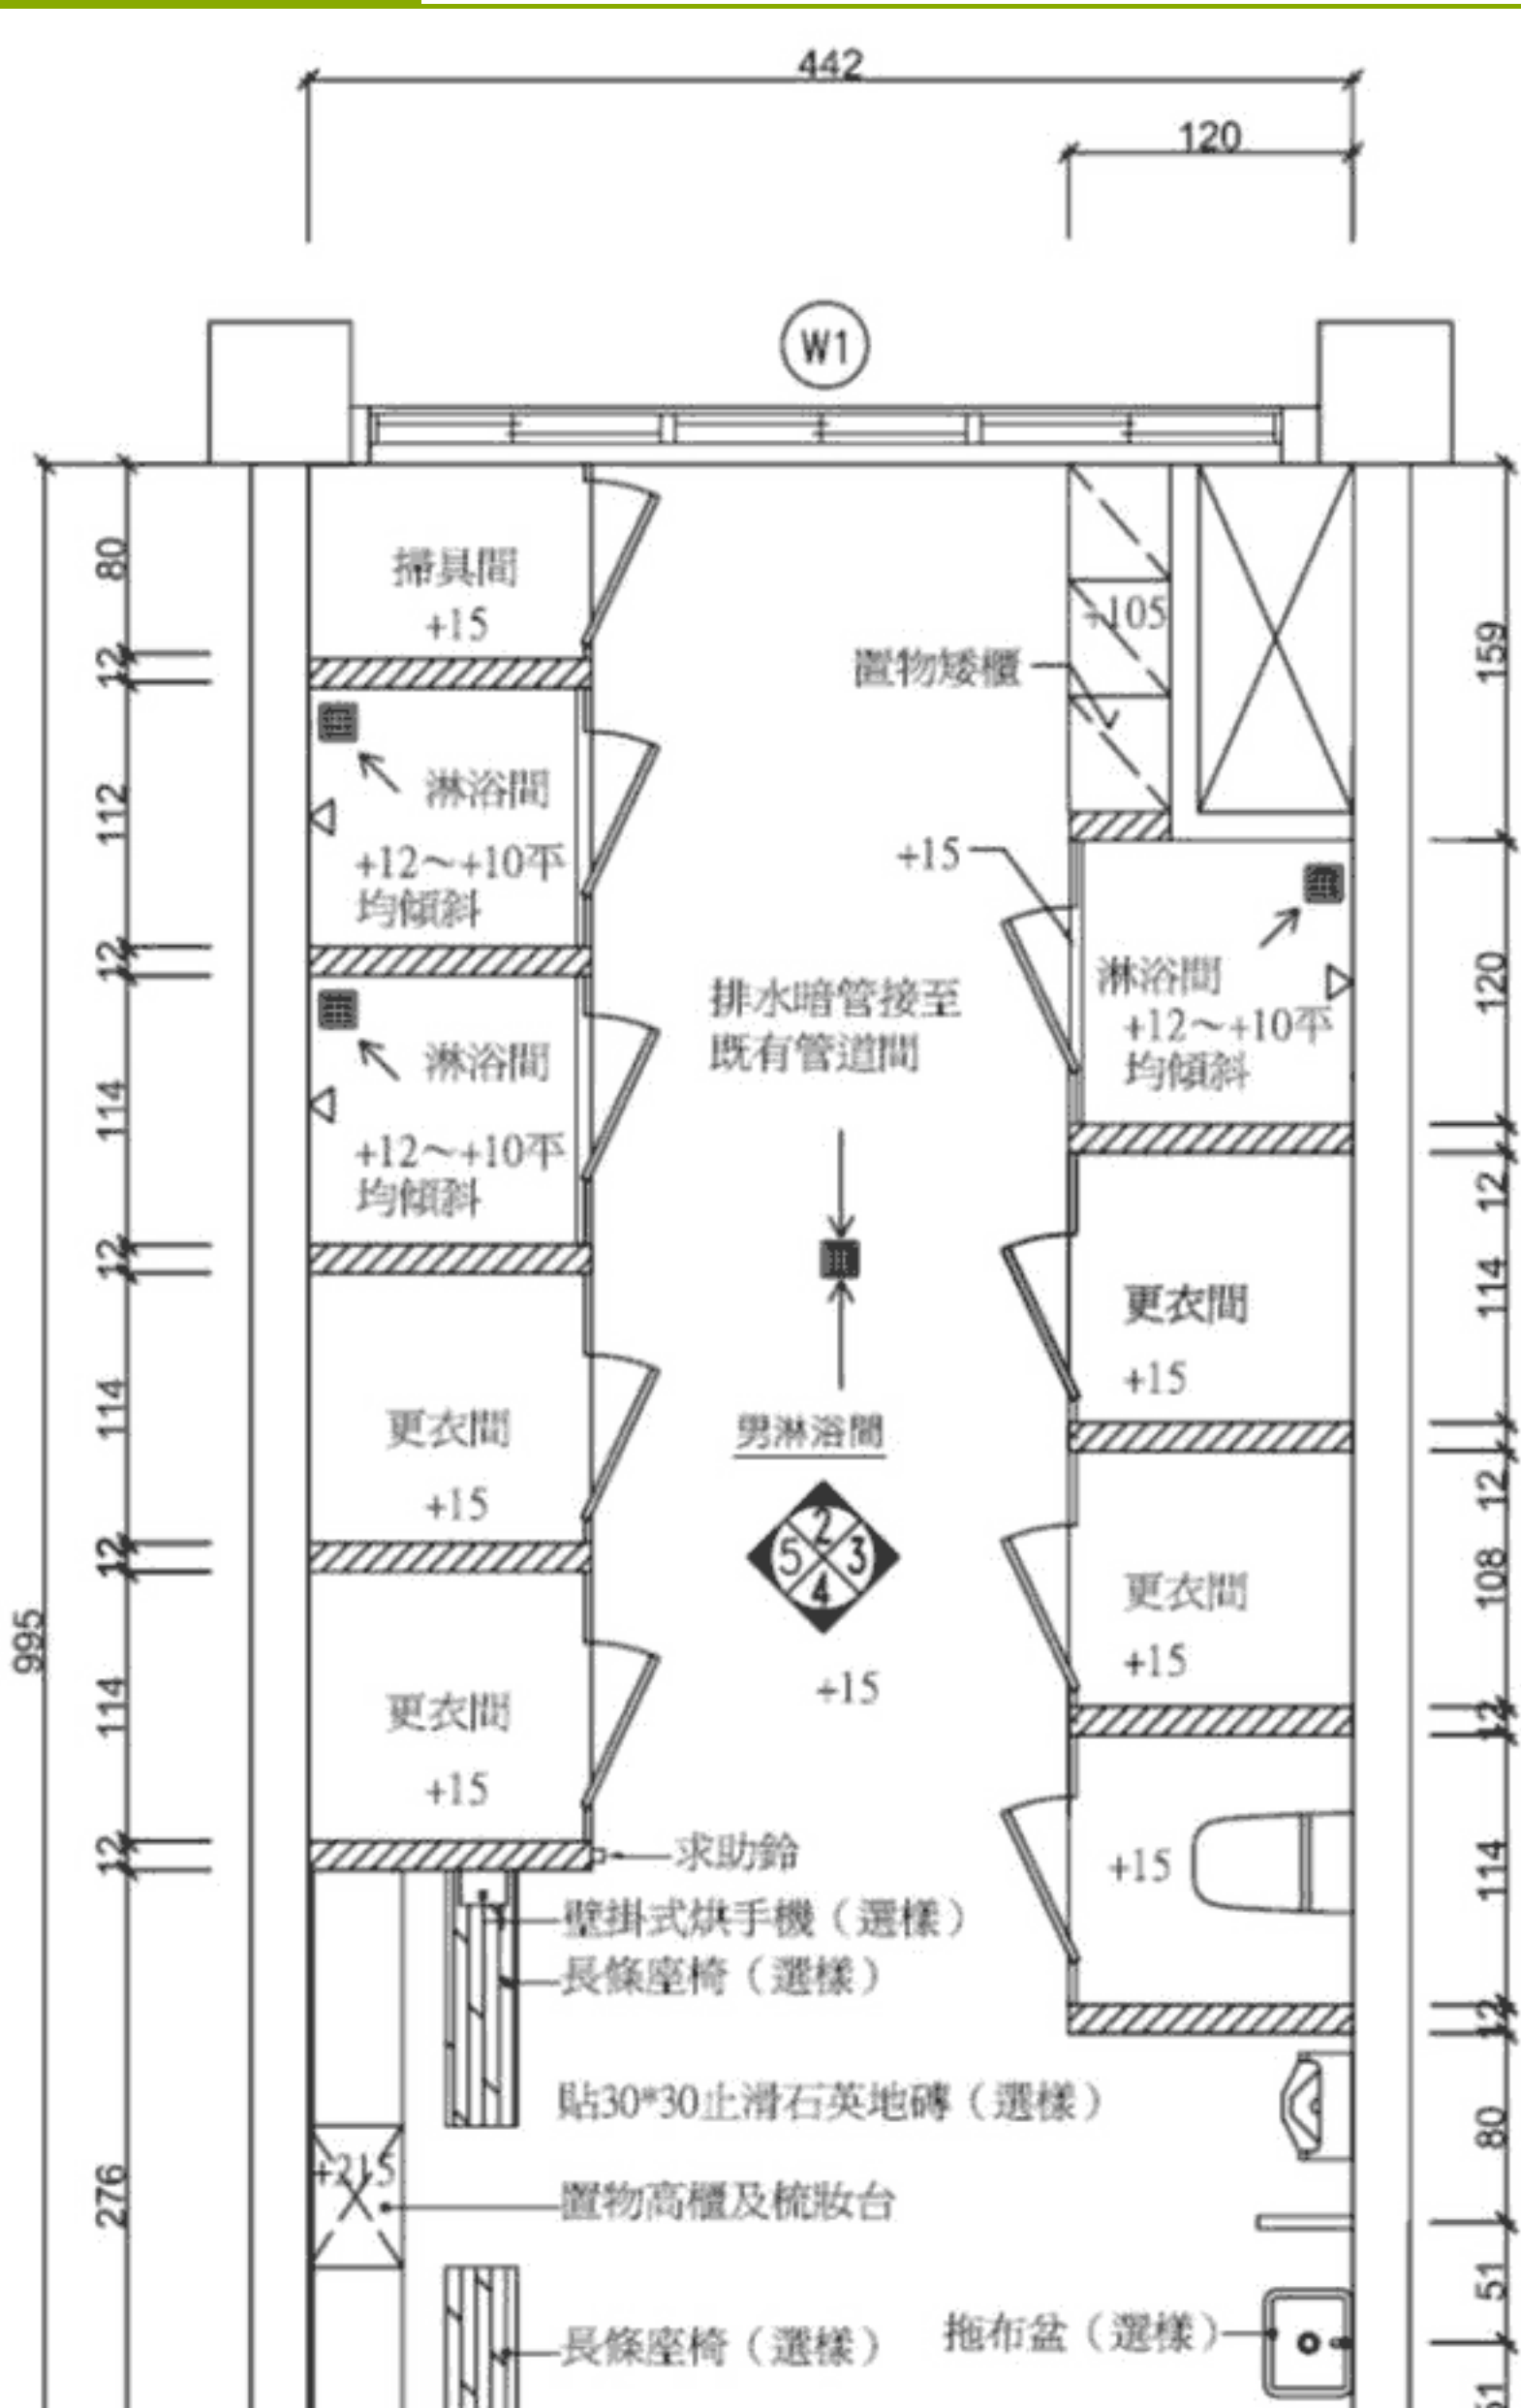 442
120
W1
80
掃具間
+15
+105
159
12
置物矮櫃
112
淋浴間
+12～+10平
均傾斜
+15
12
淋浴間
+12～+10平
均傾斜
120
排水暗管接至
既有管道間
114
淋浴間
+12～+10平
均傾斜
12
12
更衣間
+15
114
114
更衣間
+15
男淋浴間
12
12
2
5
3
4
更衣間
+15
108
995
114
更衣間
+15
+15
12
12
求助鈴
+15
114
壁掛式烘手機（選樣）
長條座椅（選樣）
12
貼30*30止滑石英地磚（選樣）
80
276
+215
置物高櫃及梳妝台
51
長條座椅（選樣）
拖布盆（選樣）
51